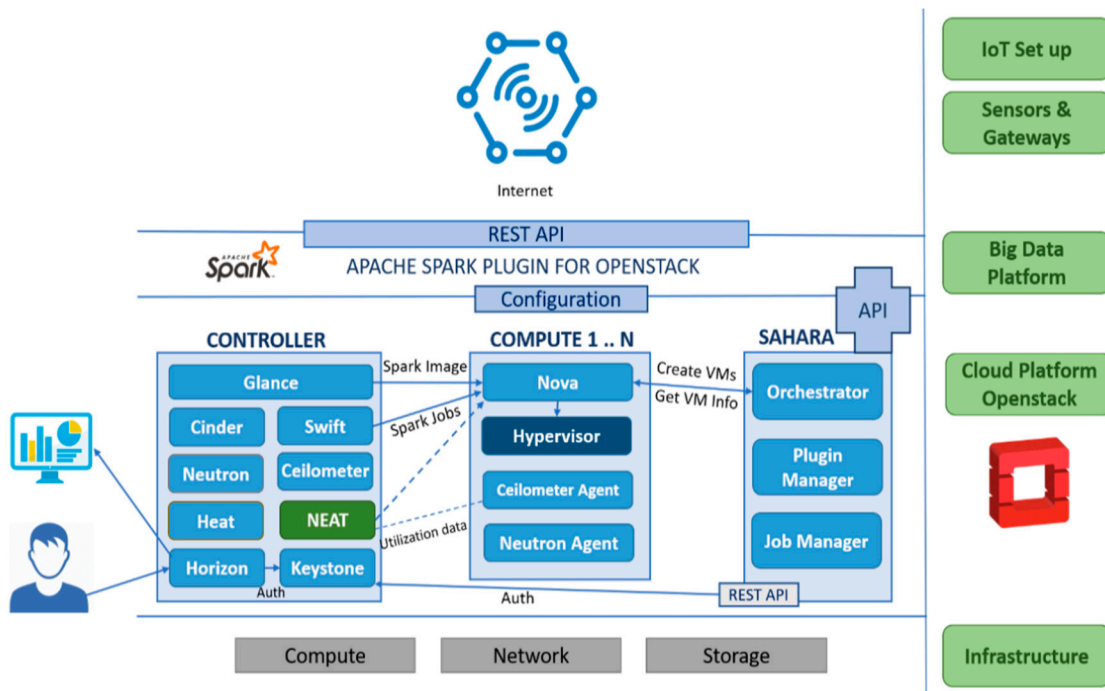 Internet
REST API
APACHE
Spark
APACHE SPARK PLUGIN FOR OPENSTACK
Configuration
API
CONTROLLER
Glance
Cinder
Swift
Neutron
Ceilometer
Heat
NEAT
Horizon
Keystone
Auth
Spark Image
Spark Jobs
Utilization data
Auth
COMPUTE 1 .. N
Nova
Hypervisor
Ceilometer Agent
Neutron Agent
Create VMs
Get VM Info
SAHARA
Orchestrator
Plugin
Manager
Job Manager
REST API
Compute
Network
Storage
IoT Set up
Sensors &
Gateways
Big Data
Platform
Cloud Platform
Openstack
Infrastructure